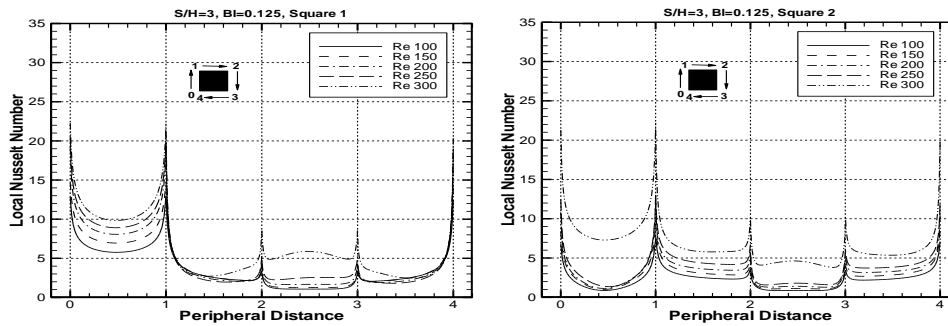 S/H=3, BI=0.125, Square 1
Local Nusselt Number
35
30
25
20
15
10
5
0
Re 100
Re 150
Re 200
Re 250
Re 300
1 2
0 4 3
0 1 2 3 4
Peripheral Distance
S/H=3, BI=0.125, Square 2
Local Nusselt Number
35
30
25
20
15
10
5
0
Re 100
Re 150
Re 200
Re 250
Re 300
1 2
0 4 3
0 1 2 3 4
Peripheral Distance